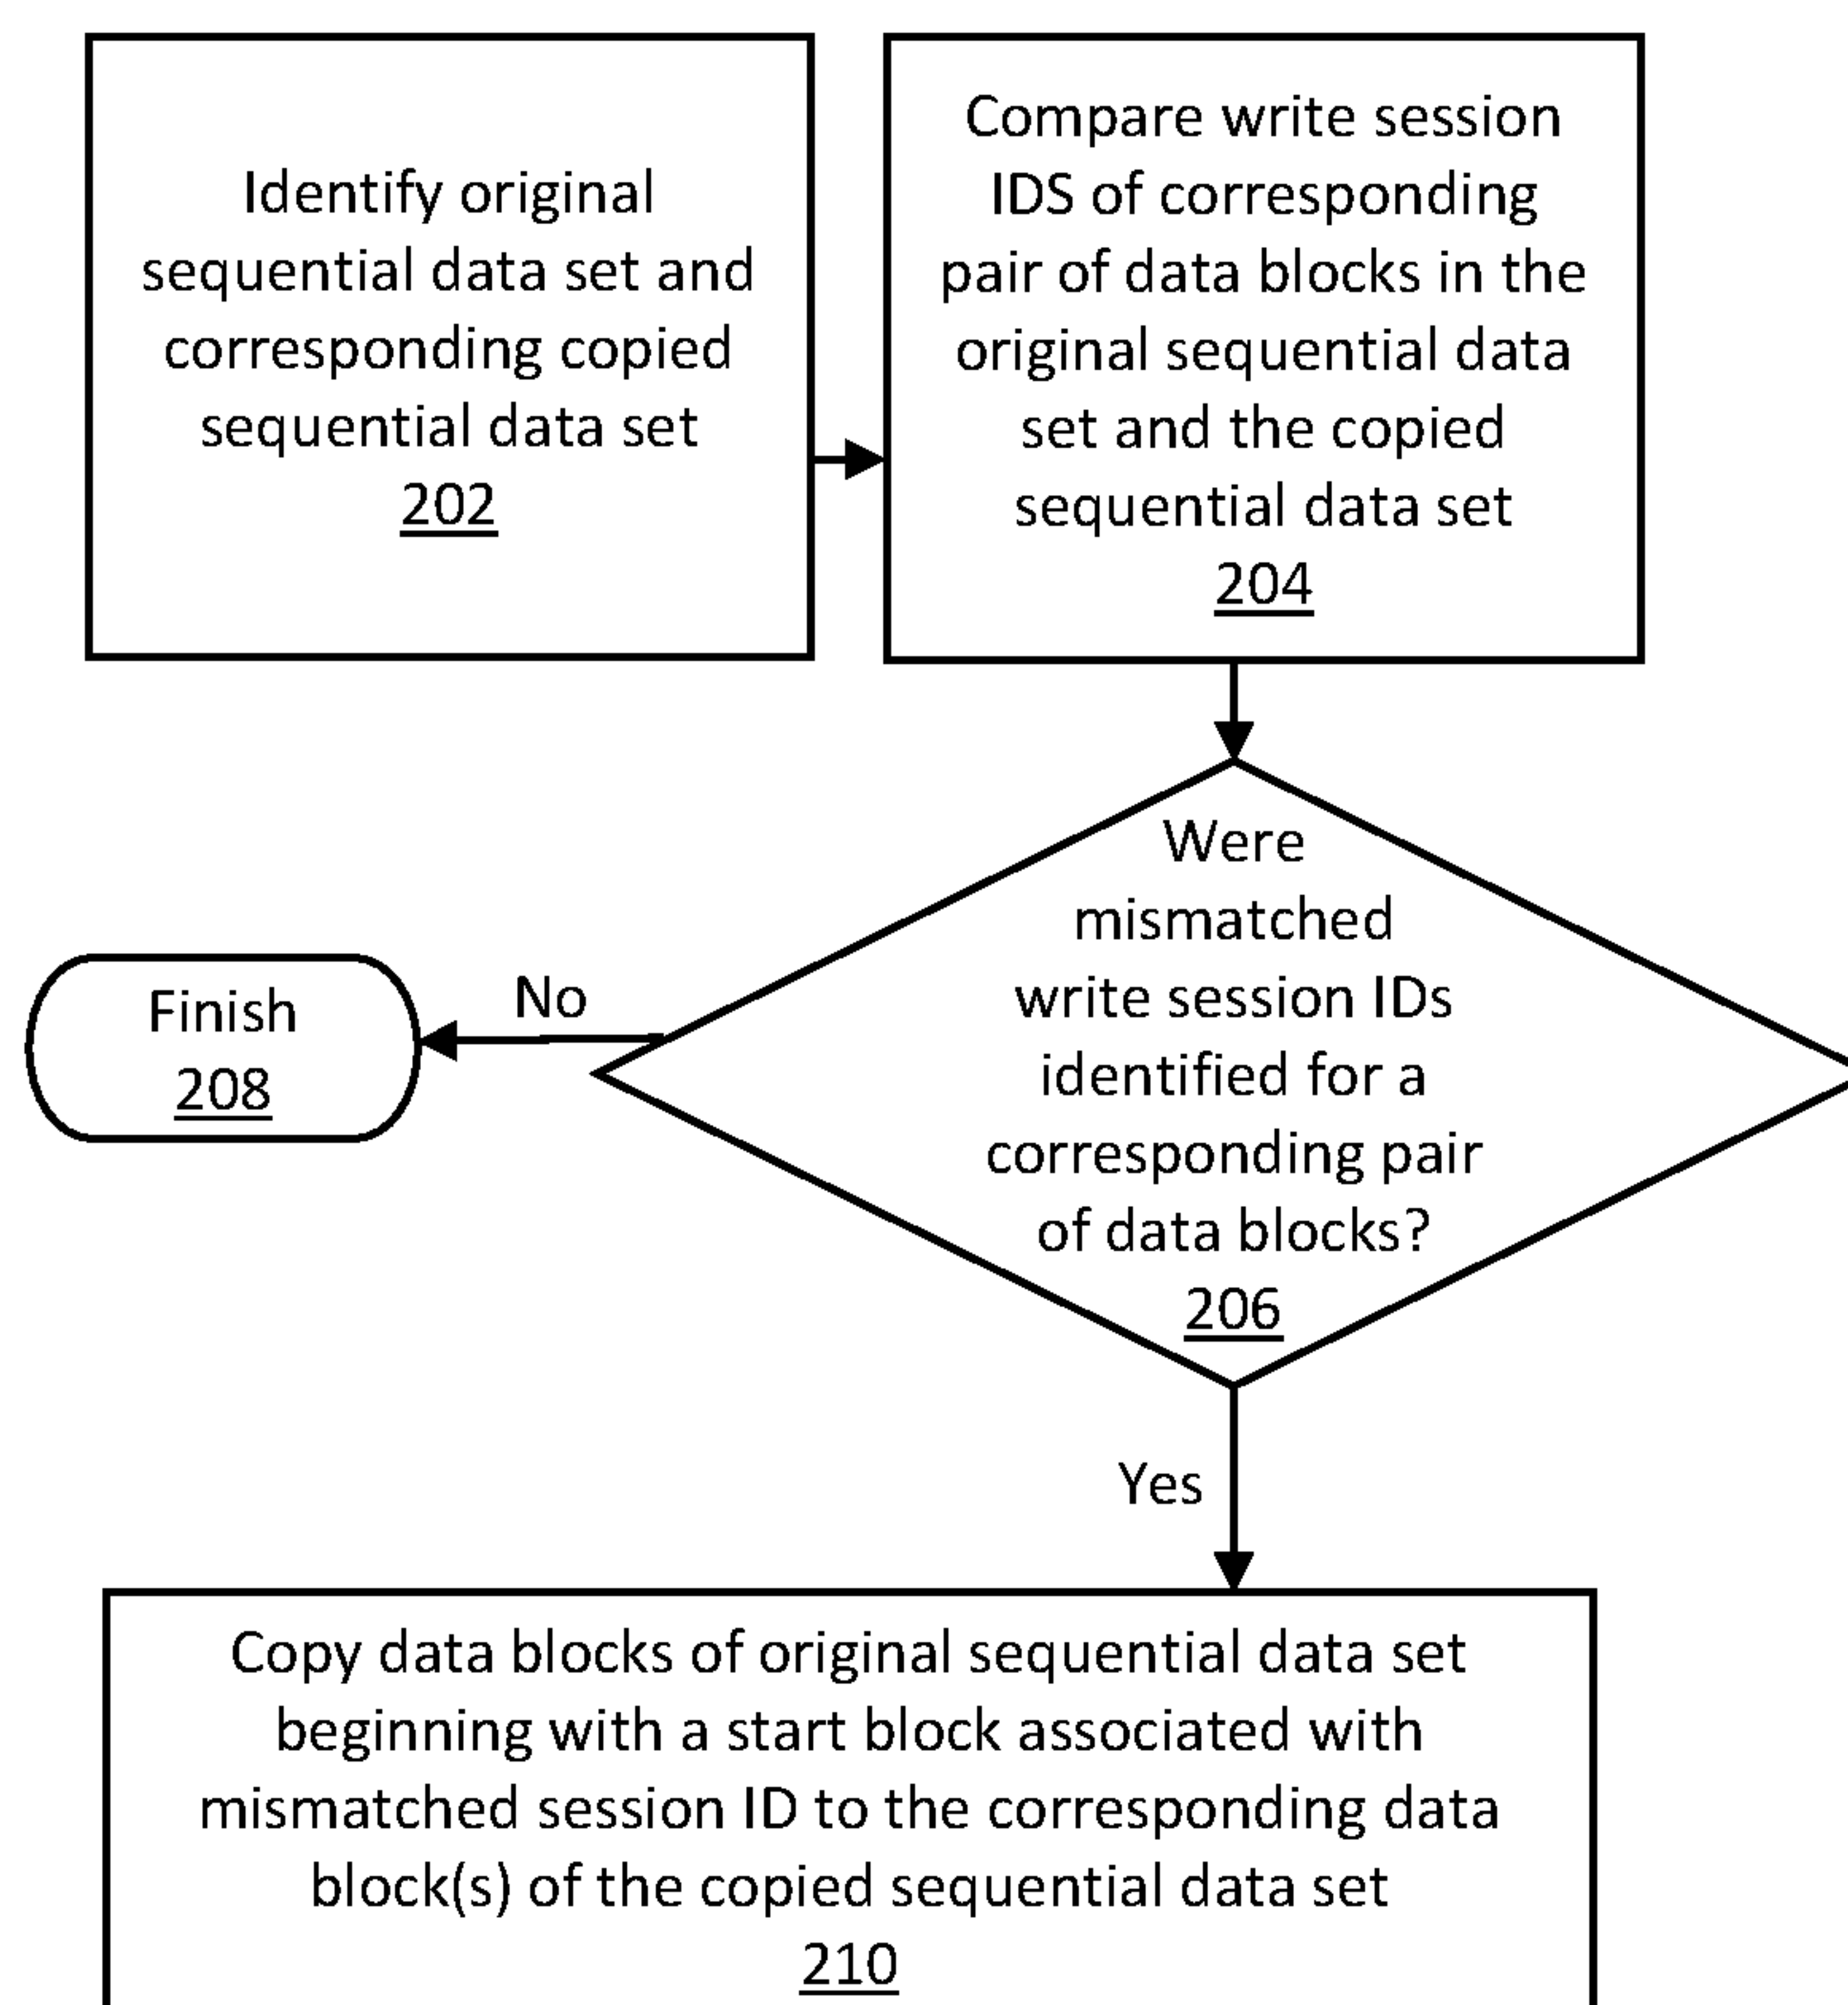 Identify original
sequential data set and
corresponding copied
sequential data set
202
Compare write session
IDS of corresponding
pair of data blocks in the
original sequential data
set and the copied
sequential data set
204
Were
mismatched
write session IDs
identified for a
corresponding pair
of data blocks?
206
No
Finish
208
Yes
Copy data blocks of original sequential data set
beginning with a start block associated with
mismatched session ID to the corresponding data
block(s) of the copied sequential data set
210